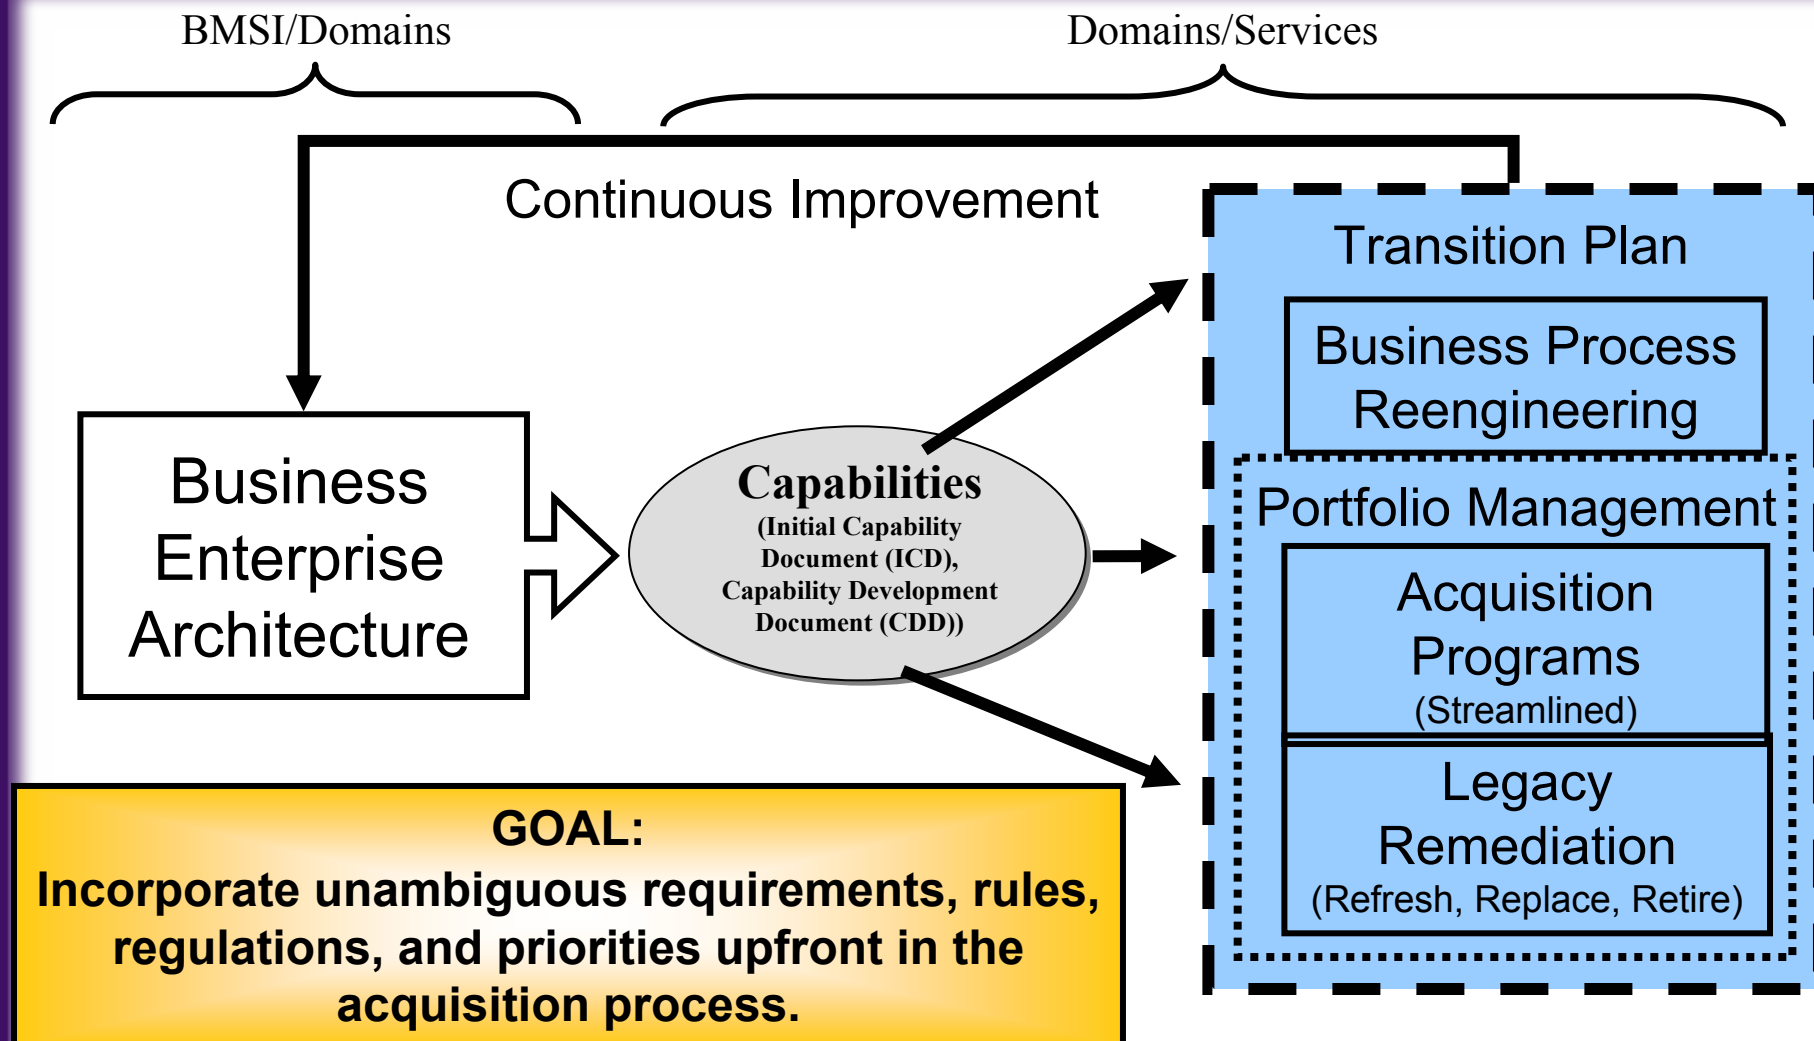 BMSI/Domains
Domains/Services
Continuous Improvement
Transition Plan
Business Process
Reengineering
Business
Enterprise
Architecture
Capabilities
(Initial Capability
Document (ICD),
Capability Development
Document (CDD))
Portfolio Management
Acquisition
Programs
(Streamlined)
Legacy
Remediation
(Refresh, Replace, Retire)
GOAL:
Incorporate unambiguous requirements, rules,
regulations, and priorities upfront in the
acquisition process.